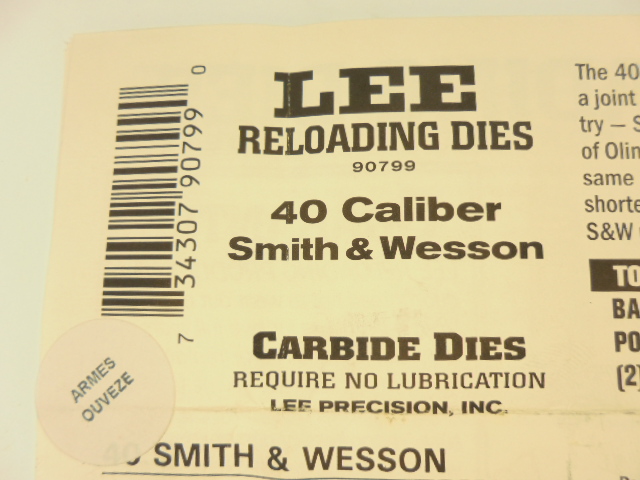 LEE
RELOADING DIES
90799
40 Caliber
Smith & Wesson
CARBIDE DIES
REQUIRE NO LUBRICATION
LEE PRECISION, INC.
7 34307 90799 0
ARMES
OUVEZE
40 SMITH & WESSON
The 40
a joint
try – S
of Olin
same
shorte
S&W
TO
BA
PO
(2)